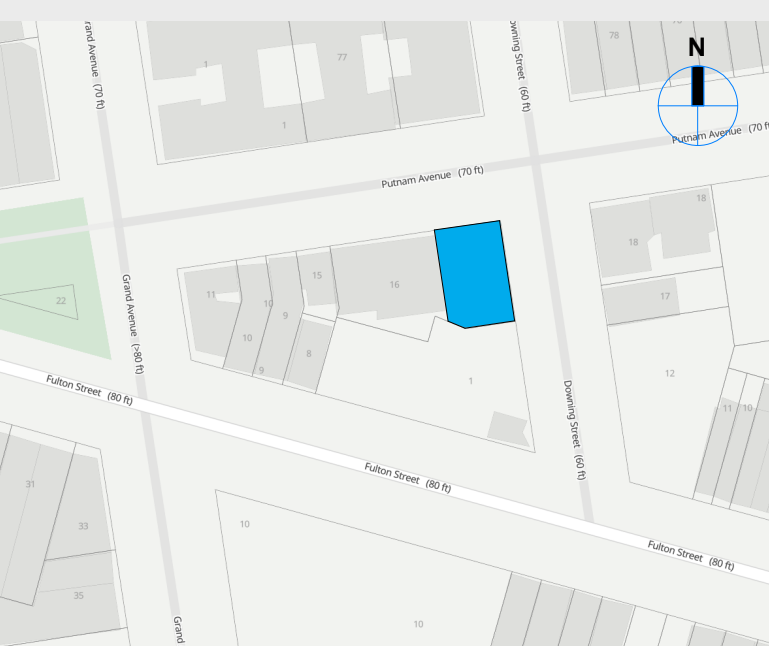 rand Avenue (70 ft)
owning Street (60 ft)
78
N
1
77
1
Putnam Avenue (70 ft
Putnam Avenue (70 ft)
18
18
22
Grand Avenue (>80 ft)
11
10
15
16
9
17
10
8
9
1
12
Downing Street (60 ft)
Fulton Street (80 ft)
11
10
Fulton Street (80 ft)
31
33
10
Fulton Street (80 ft)
35
10
Grand